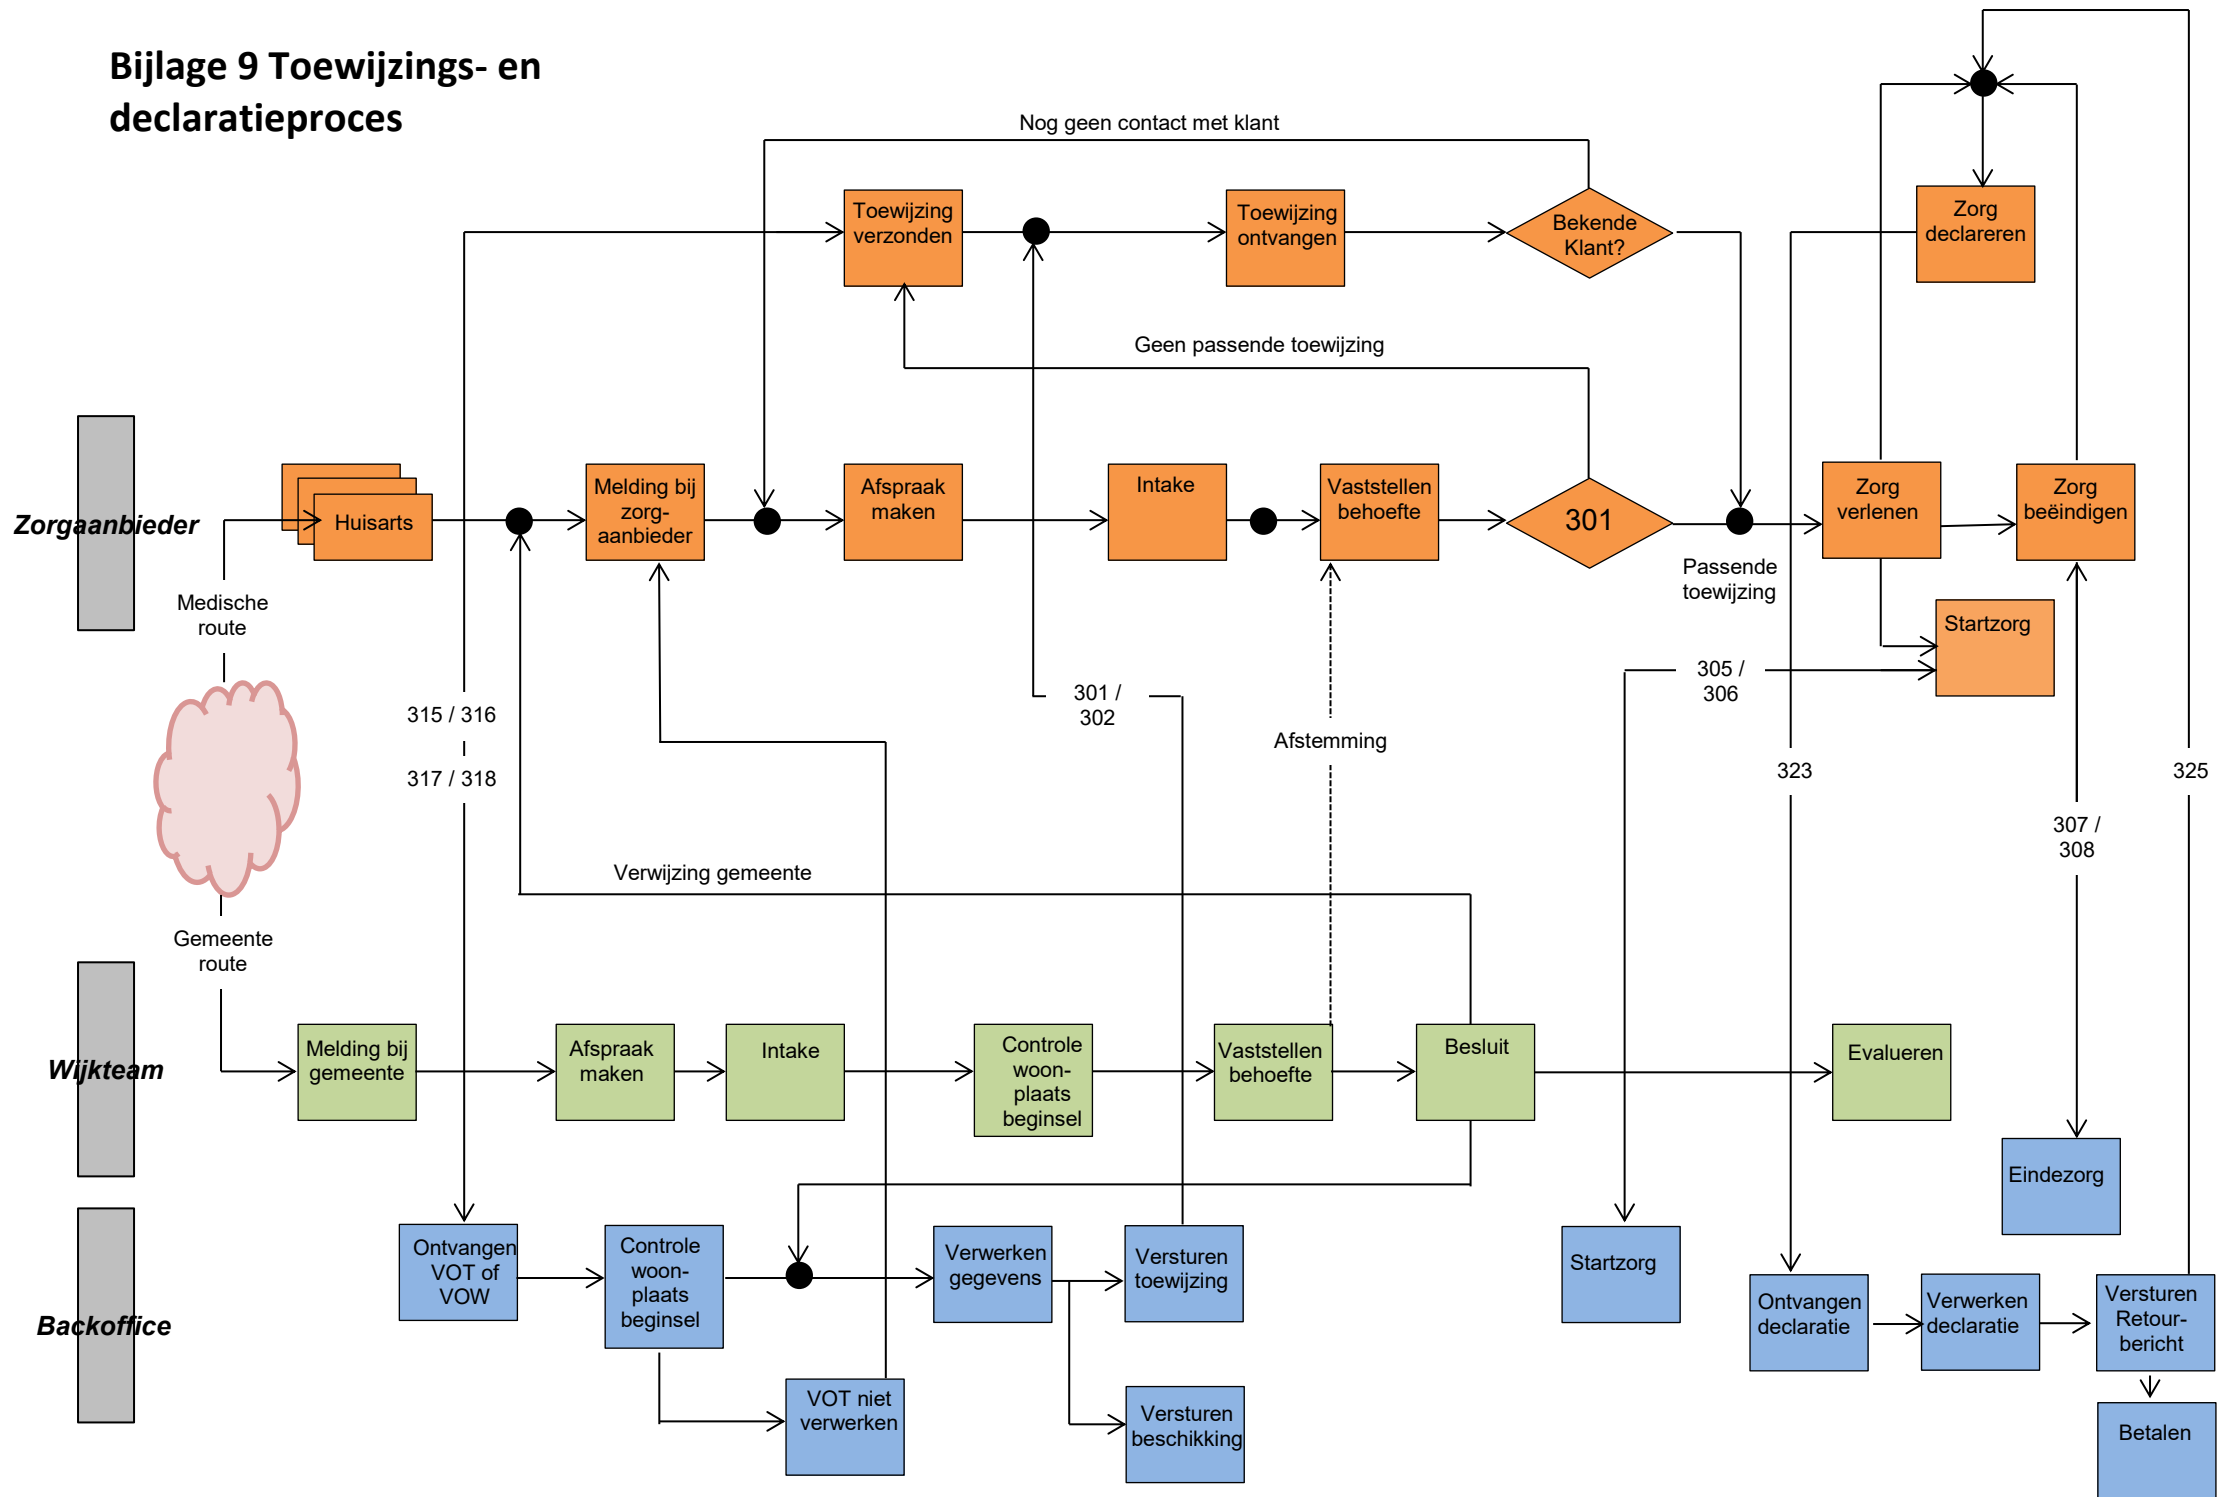 Bijlage 9 Toewijzings- en
declaratieproces
Nog geen contact met klant
Toewijzing
verzonden
Toewijzing
ontvangen
Bekende
Klant?
Zorg
declareren
Geen passende toewijzing
Zorgaanbieder
Huisarts
Melding bij
zorg-
aanbieder
Afspraak
maken
Intake
Vaststellen
behoefte
301
Passende
toewijzing
Zorg
verlenen
Zorg
beëindigen
Startzorg
Medische
route
315 / 316
317 / 318
301 /
302
Afstemming
305 /
306
323
325
307 /
308
Verwijzing gemeente
Gemeente
route
Wijkteam
Melding bij
gemeente
Afspraak
maken
Intake
Controle
woon-
plaats
beginsel
Vaststellen
behoefte
Besluit
Evalueren
Eindezorg
Backoffice
Ontvangen
VOT of
VOW
Controle
woon-
plaats
beginsel
Verwerken
gegevens
Versturen
toewijzing
Startzorg
Ontvangen
declaratie
Verwerken
declaratie
Versturen
Retour-
bericht
VOT niet
verwerken
Versturen
beschikking
Betalen